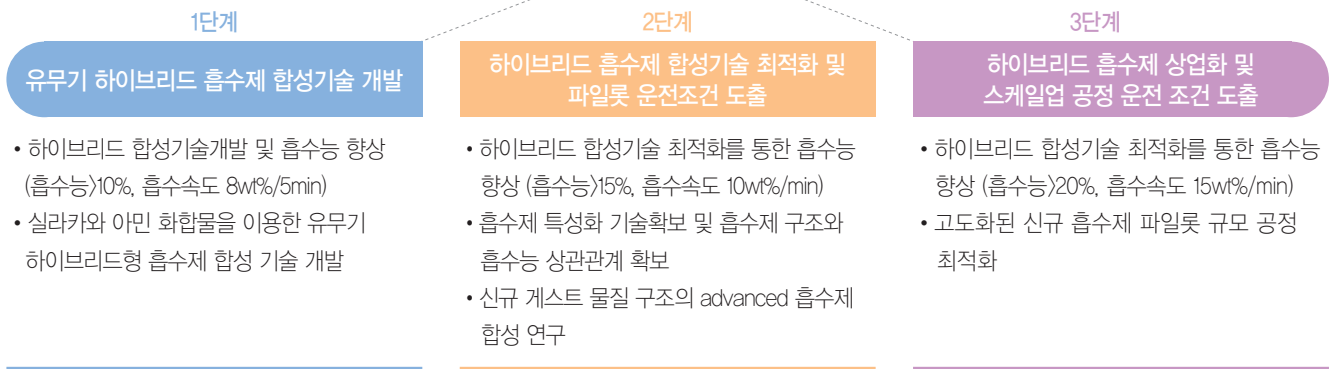 1단계
유무기 하이브리드 흡수제 합성기술 개발
• 하이브리드 합성기술개발 및 흡수능 향상
(흡수능>10%, 흡수속도 8wt%/5min)
• 실라카와 아민 화합물을 이용한 유무기
하이브리드형 흡수제 합성 기술 개발
2단계
하이브리드 흡수제 합성기술 최적화 및
파일롯 운전조건 도출
• 하이브리드 합성기술 최적화를 통한 흡수능
향상 (흡수능>15%, 흡수속도 10wt%/min)
• 흡수제 특성화 기술확보 및 흡수제 구조와
흡수능 상관관계 확보
• 신규 게스트 물질 구조의 advanced 흡수제
합성 연구
3단계
하이브리드 흡수제 상업화 및
스케일업 공정 운전 조건 도출
• 하이브리드 합성기술 최적화를 통한 흡수능
향상 (흡수능>20%, 흡수속도 15wt%/min)
• 고도화된 신규 흡수제 파일롯 규모 공정
최적화